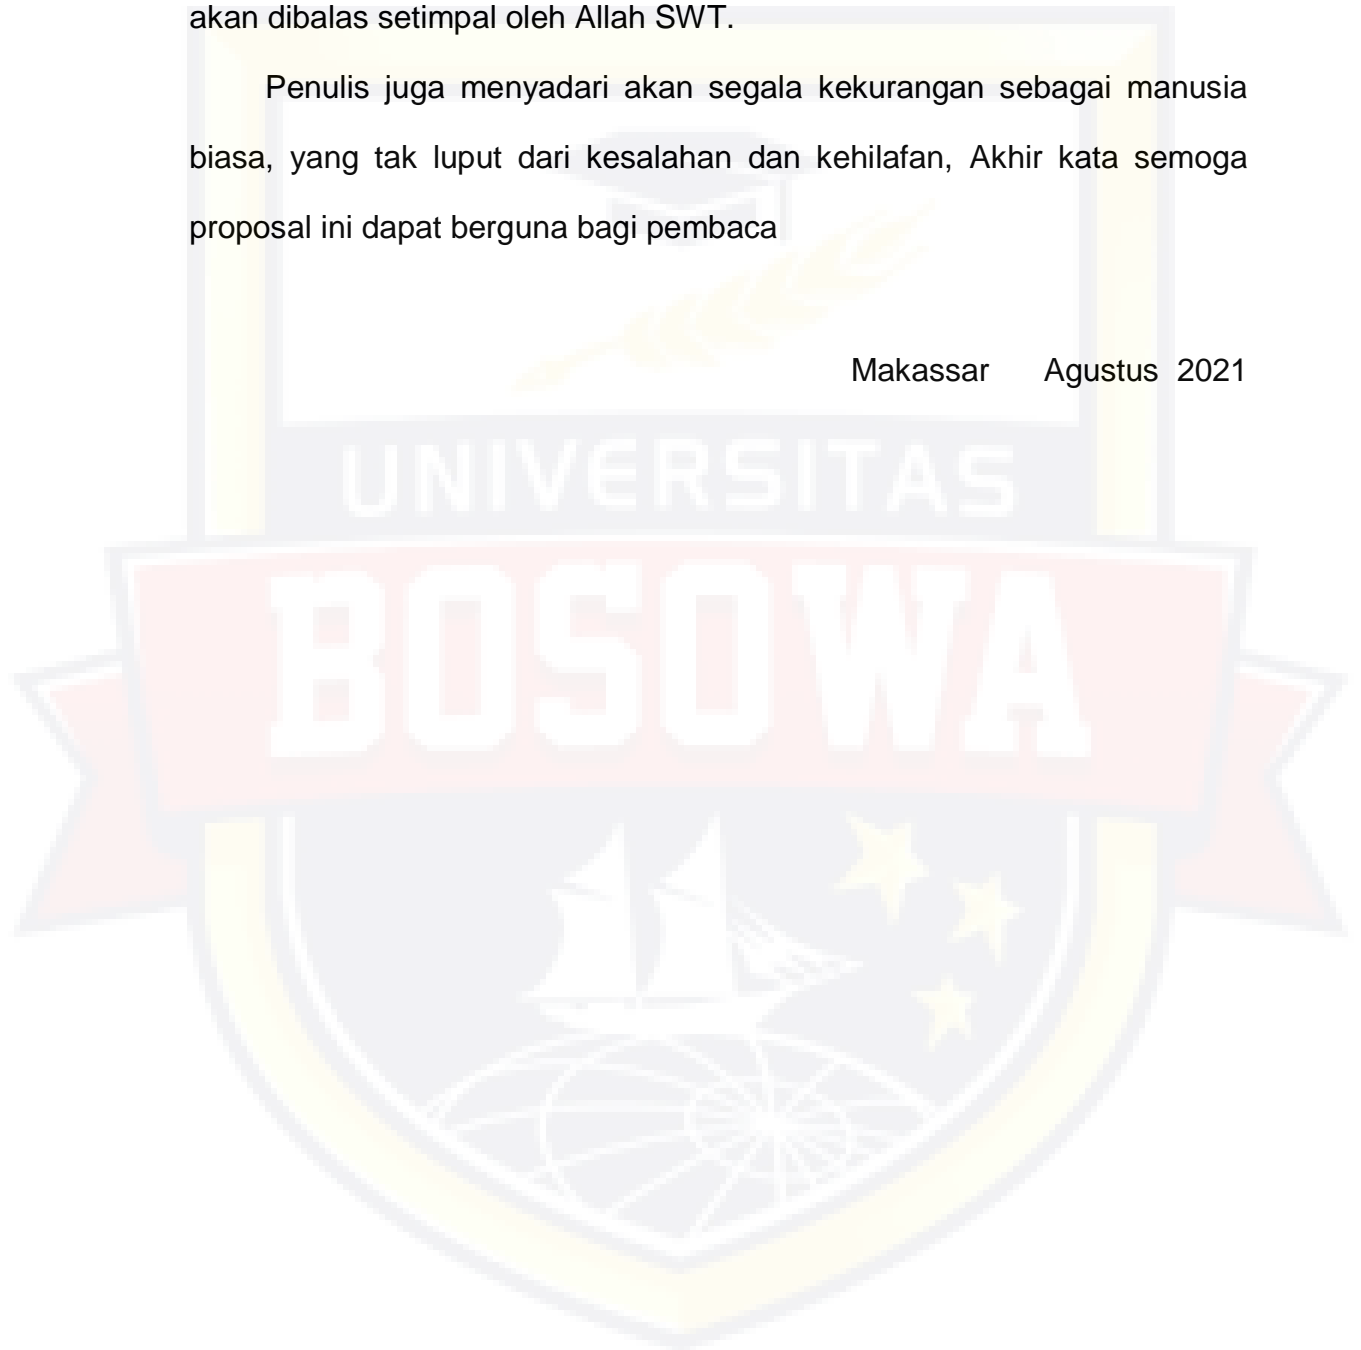 akan dibalas setimpal oleh Allah SWT.
Penulis juga menyadari akan segala kekurangan sebagai manusia
biasa, yang tak luput dari kesalahan dan kehilafan, Akhir kata semoga
proposal ini dapat berguna bagi pembaca
Makassar Agustus 2021
UNIVERSITAS
BOSOWA